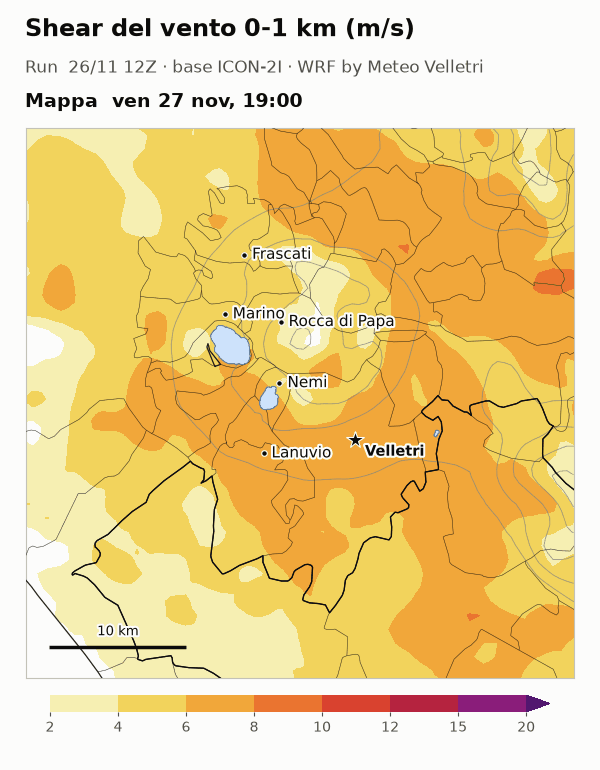 Shear del vento 0-1 km (m/s)
Run  26/11 12Z · base ICON-2I · WRF by Meteo Velletri
Mappa  ven 27 nov, 19:00
Frascati
Marino
Rocca di Papa
Nemi
Velletri
Lanuvio
10 km
2 4 6 8 10 12 15 20